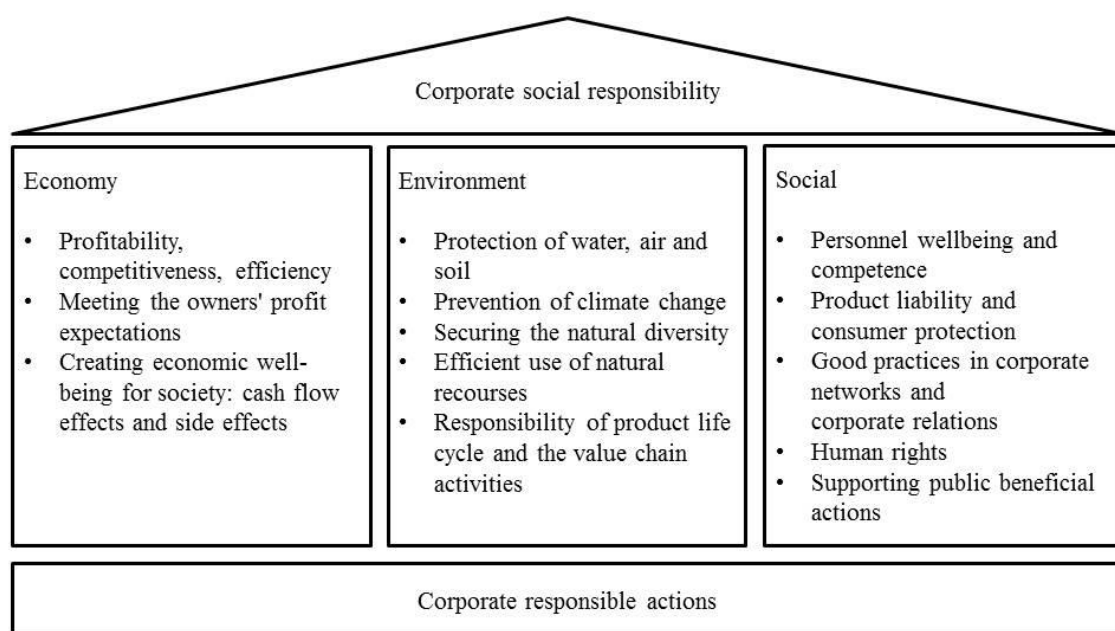 Corporate social responsibility
Economy
• Profitability,
competitiveness, efficiency
• Meeting the owners' profit
expectations
• Creating economic well-
being for society: cash flow
effects and side effects
Environment
• Protection of water, air and
soil
• Prevention of climate change
• Securing the natural diversity
• Efficient use of natural
recourses
• Responsibility of product life
cycle and the value chain
activities
Social
• Personnel wellbeing and
competence
• Product liability and
consumer protection
• Good practices in corporate
networks and
corporate relations
• Human rights
• Supporting public beneficial
actions
Corporate responsible actions